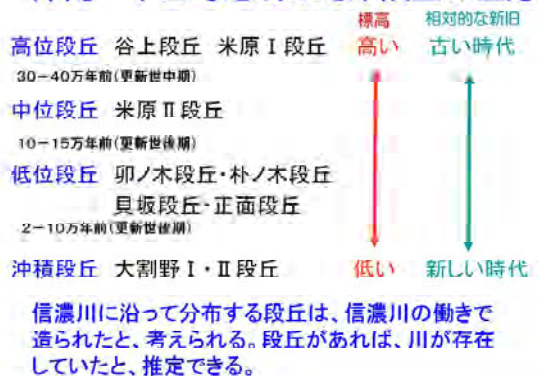 標高 相対的な新旧
高位段丘 谷上段丘 米原Ⅰ段丘 高い 古い時代
30－40万年前(更新世中期)
中位段丘 米原Ⅱ段丘
10－15万年前(更新世後期)
低位段丘 卯ノ木段丘・朴ノ木段丘
貝坂段丘・正面段丘
2－10万年前(更新世後期)
沖積段丘 大割野Ⅰ・Ⅱ段丘 低い 新しい時代
信濃川に沿って分布する段丘は、信濃川の働きで
造られたと、考えられる。段丘があれば、川が存在
していたと、推定できる。